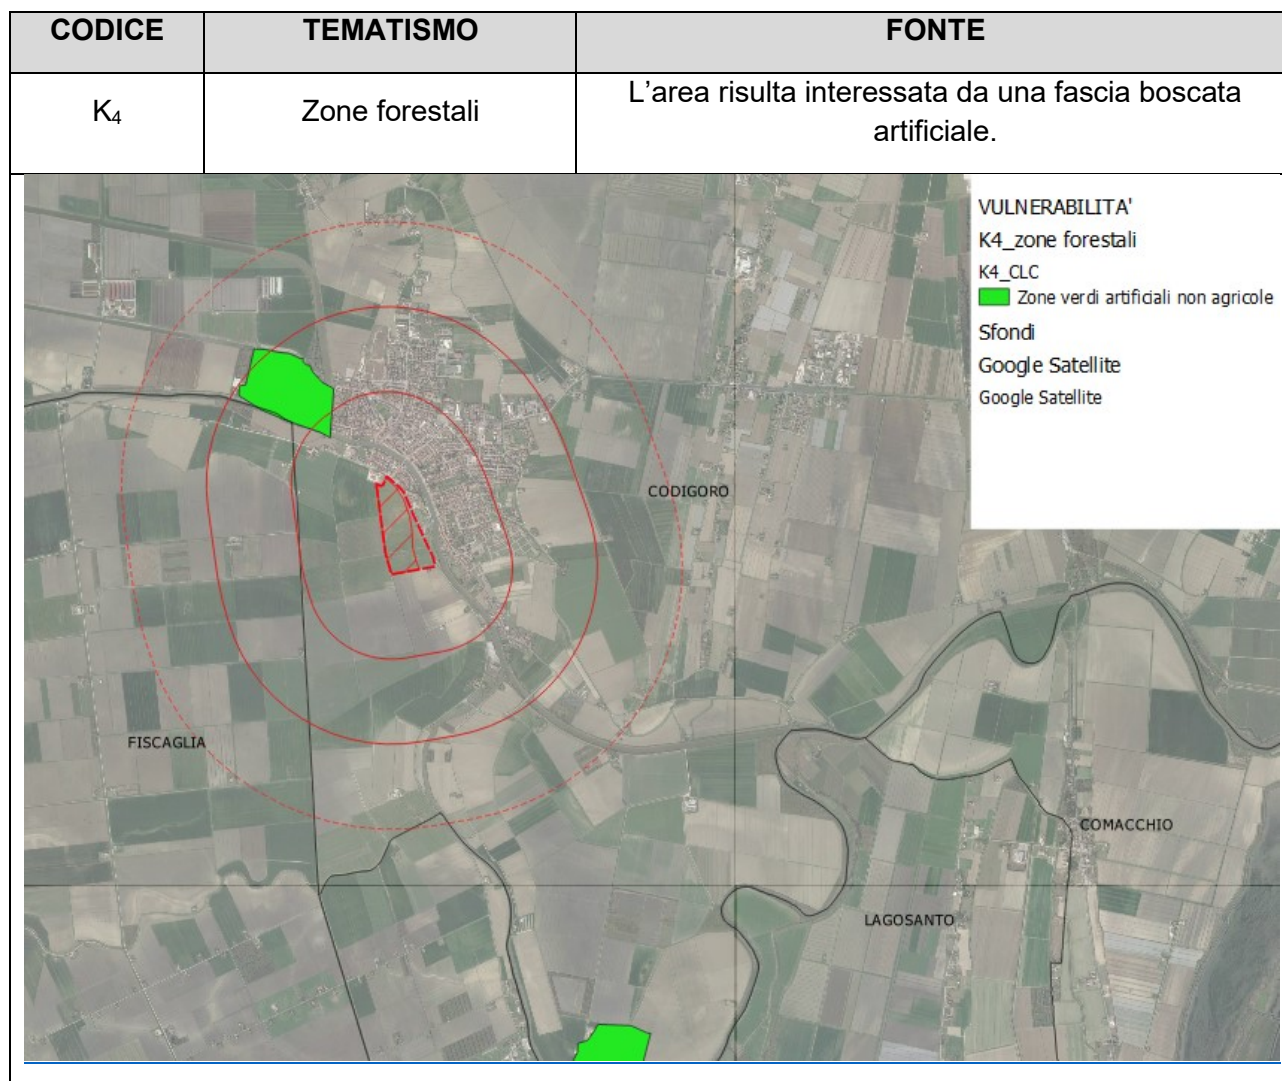 CODICE TEMATISMO FONTE
K₄ Zone forestali L’area risulta interessata da una fascia boscata
artificiale.
VULNERABILITA'
K4_zone forestali
K4_CLC
Zone verdi artificiali non agricole
Sfondi
Google Satellite
Google Satellite
CODIGORO
FISCAGLIA
COMACCHIO
LAGOSANTO